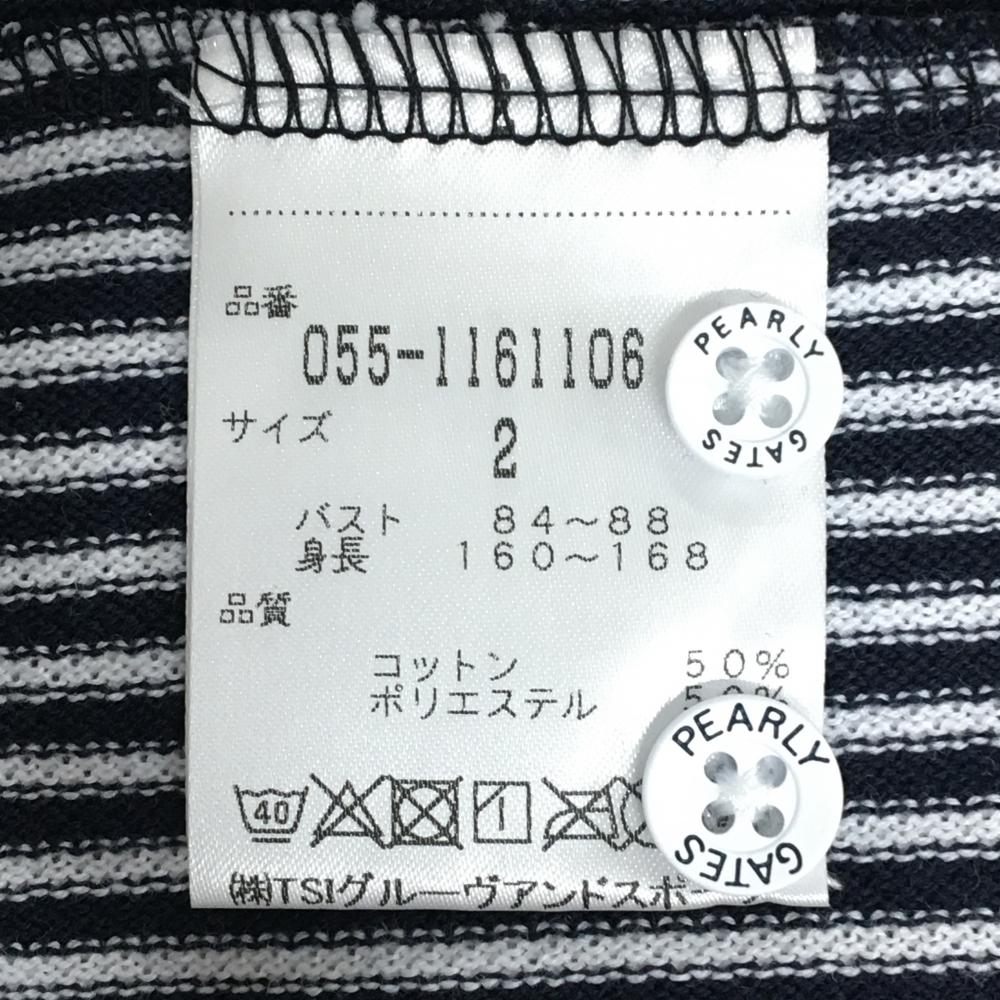 品番
055-1161106
PEARLY
GATES
サイズ
2
バスト 84～88
身長 160～168
品質
コットン 50%
ポリエステル 50%
PEARLY
GATES
40
(株)TSIグルーヴアンドスポー